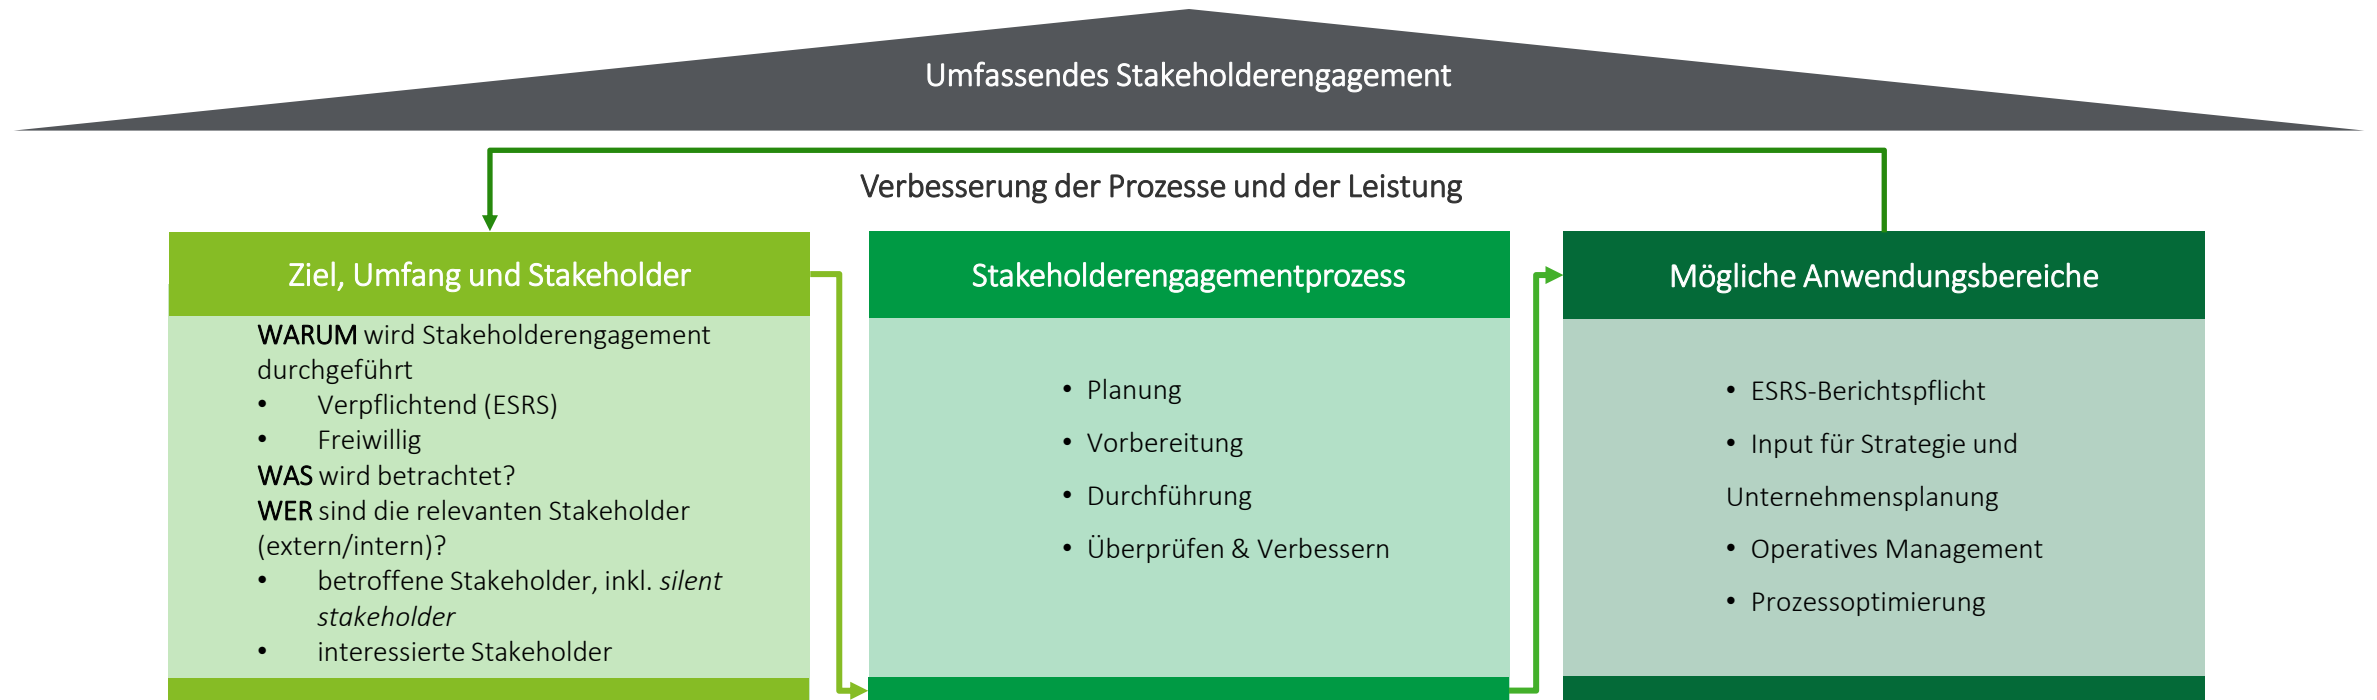 Umfassendes Stakeholderengagement
Verbesserung der Prozesse und der Leistung
Ziel, Umfang und Stakeholder
WARUM wird Stakeholderengagement
durchgeführt
• Verpflichtend (ESRS)
• Freiwillig
WAS wird betrachtet?
WER sind die relevanten Stakeholder
(extern/intern)?
• betroffene Stakeholder, inkl. silent
stakeholder
• interessierte Stakeholder
Stakeholderengagementprozess
• Planung
• Vorbereitung
• Durchführung
• Überprüfen & Verbessern
Mögliche Anwendungsbereiche
• ESRS-Berichtspflicht
• Input für Strategie und
Unternehmensplanung
• Operatives Management
• Prozessoptimierung